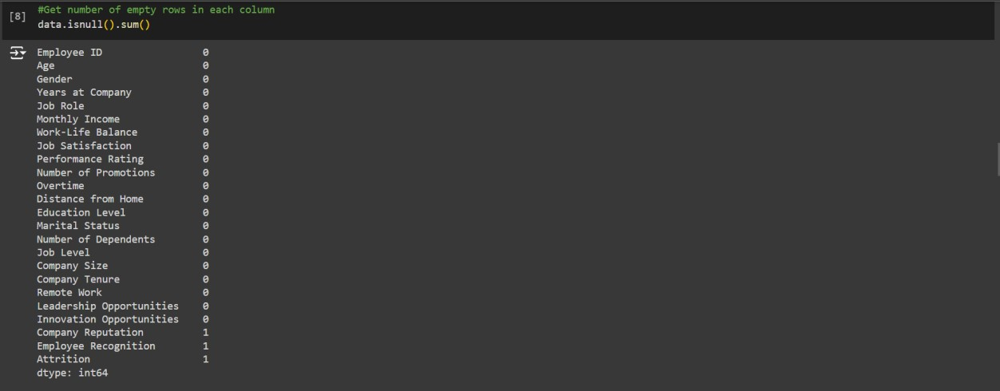 [8] #Get number of empty rows in each column
data.isnull().sum()
Employee ID 0
Age 0
Gender 0
Years at Company 0
Job Role 0
Monthly Income 0
Work-Life Balance 0
Job Satisfaction 0
Performance Rating 0
Number of Promotions 0
Overtime 0
Distance from Home 0
Education Level 0
Marital Status 0
Number of Dependents 0
Job Level 0
Company Size 0
Company Tenure 0
Remote Work 0
Leadership Opportunities 0
Innovation Opportunities 0
Company Reputation 1
Employee Recognition 1
Attrition 1
dtype: int64